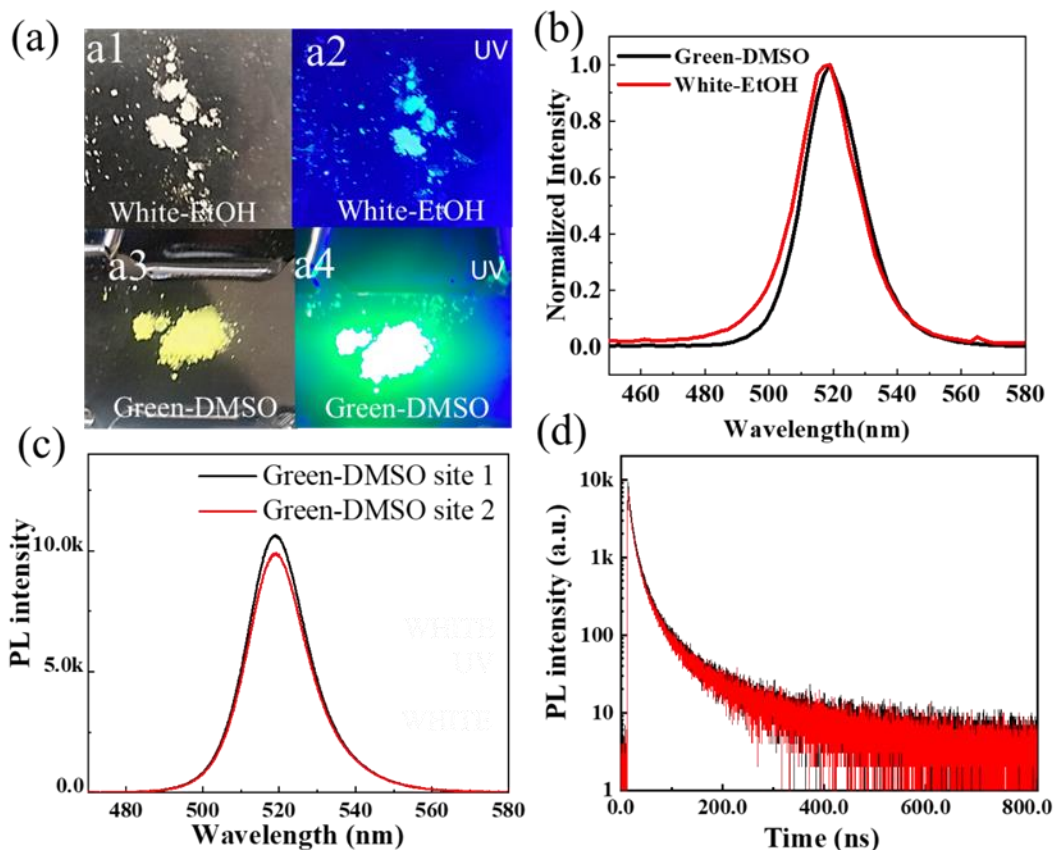 (a)
a1
White-EtOH
a2
UV
White-EtOH
a3
Green-DMSO
a4
UV
Green-DMSO
(b)
Green-DMSO
White-EtOH
Normalized Intensity
1.0
0.8
0.6
0.4
0.2
0.0
460 480 500 520 540 560 580
Wavelength(nm)
(c)
Green-DMSO site 1
Green-DMSO site 2
PL intensity
10.0k
5.0k
0.0
WHITE
UV
WHITE
480 500 520 540 560 580
Wavelength (nm)
(d)
PL intensity (a.u.)
10k
1k
100
10
1
0.0 200.0 400.0 600.0 800.0
Time (ns)